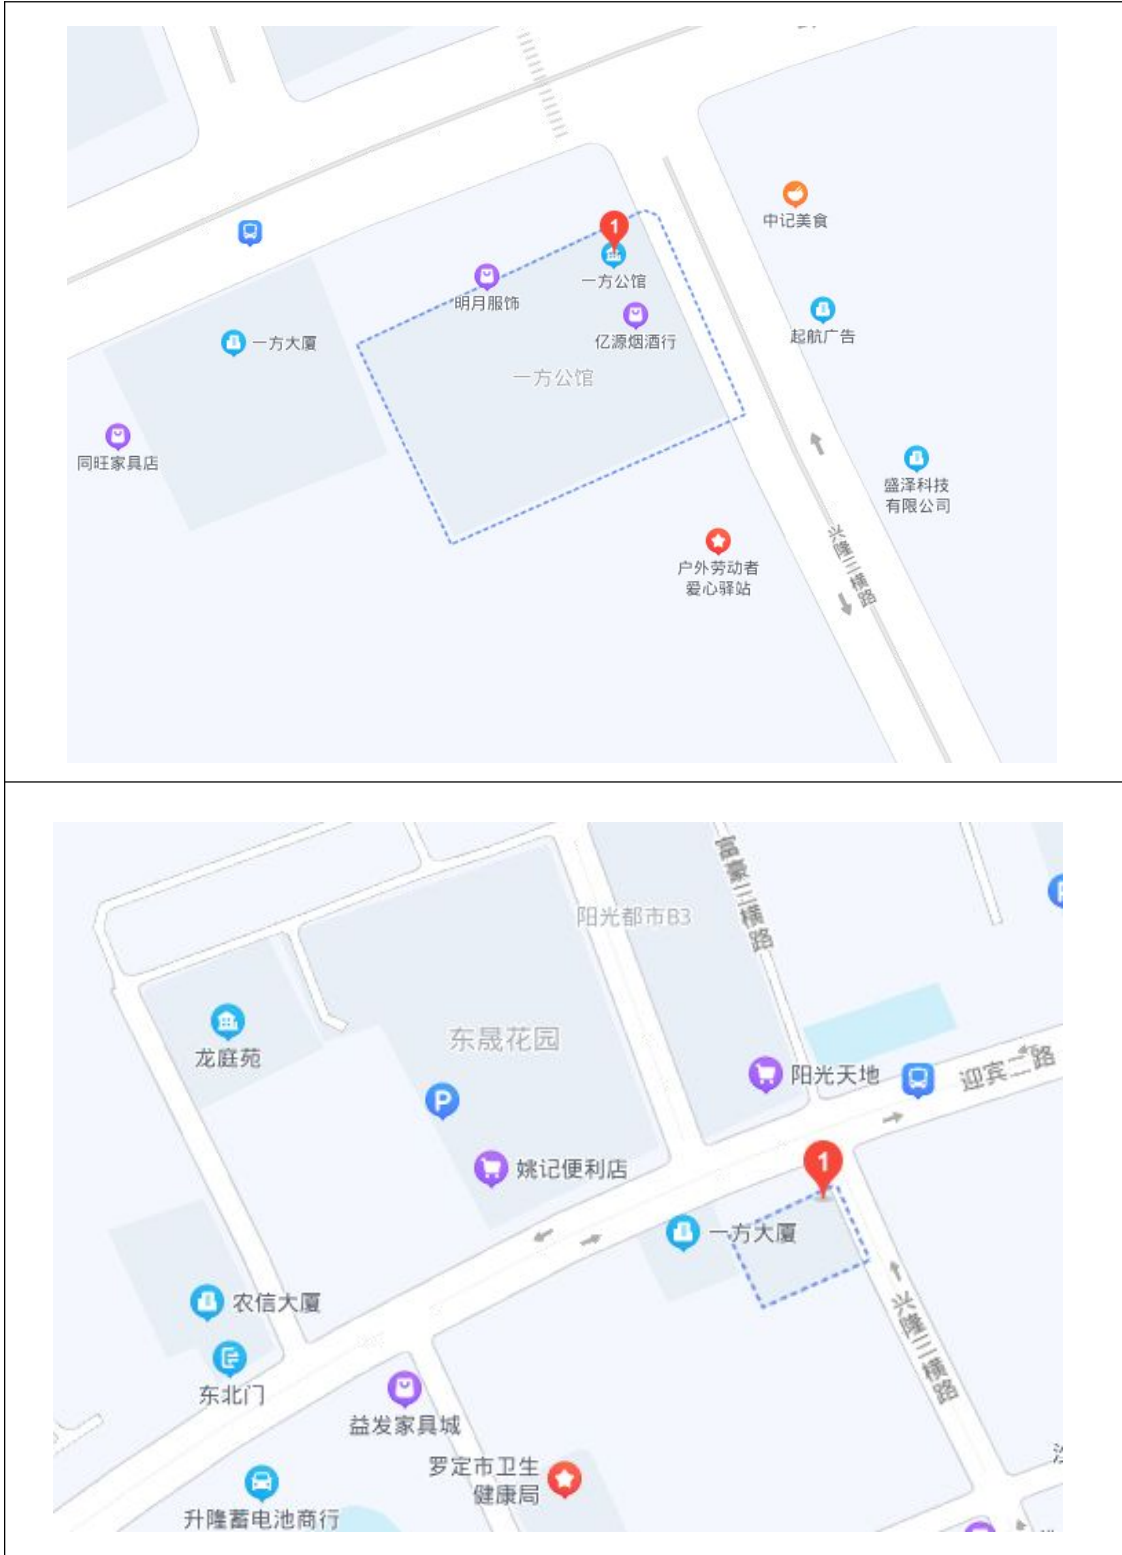 中记美食
1
一方公馆
明月服饰
亿源烟酒行
起航广告
一方大厦
一方公馆
同旺家具店
盛泽科技
有限公司
户外劳动者
爱心驿站
兴隆三横路
富豪三横路
阳光都市B3
龙庭苑
东晟花园
P
阳光天地
迎宾二路
姚记便利店
1
一方大厦
农信大厦
兴隆三横路
东北门
益发家具城
罗定市卫生
健康局
升隆蓄电池商行